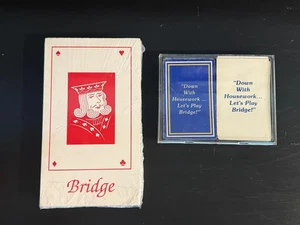 Bridge
"Down
With
Housework...
Let's Play
Bridge!"
"Down
With
Housework...
Let's Play
Bridge!"